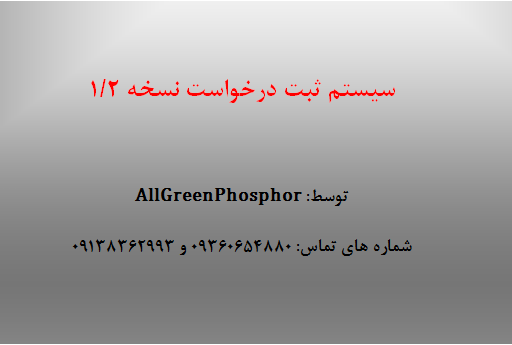 سیستم ثبت درخواست نسخه ۱/۲
توسط: AllGreenPhosphor
شماره های تماس: ۰۹۳۶۰۶۵۴۸۸۰ و ۰۹۱۳۸۳۶۲۹۹۳